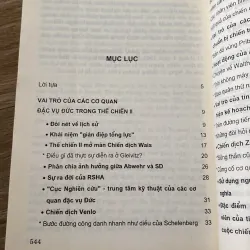 MỤC LỤC
Lời tựa 5
VAI TRÒ CỦA CÁC CƠ QUAN
ĐẶC VỤ ĐỨC TRONG THẾ CHIẾN II 9
• Đôi nét về lịch sử 9
• Khái niệm "gián điệp tổng lực" 13
• Thế chiến II mở màn Chiến dịch Wais 17
* Điều gì đã thực sự diễn ra ở Gleivitz? 20
• Phân chia ảnh hưởng giữa Abwehr và SD 24
• Sự ra đời của RSHA 26
• "Cục Nghiên cứu" - trung tâm kỹ thuật của các cơ
quan đặc vụ Đức 28
• Chiến dịch Venlo 31
* Bước đường công danh nhanh như diều của Schelenberg 33
544